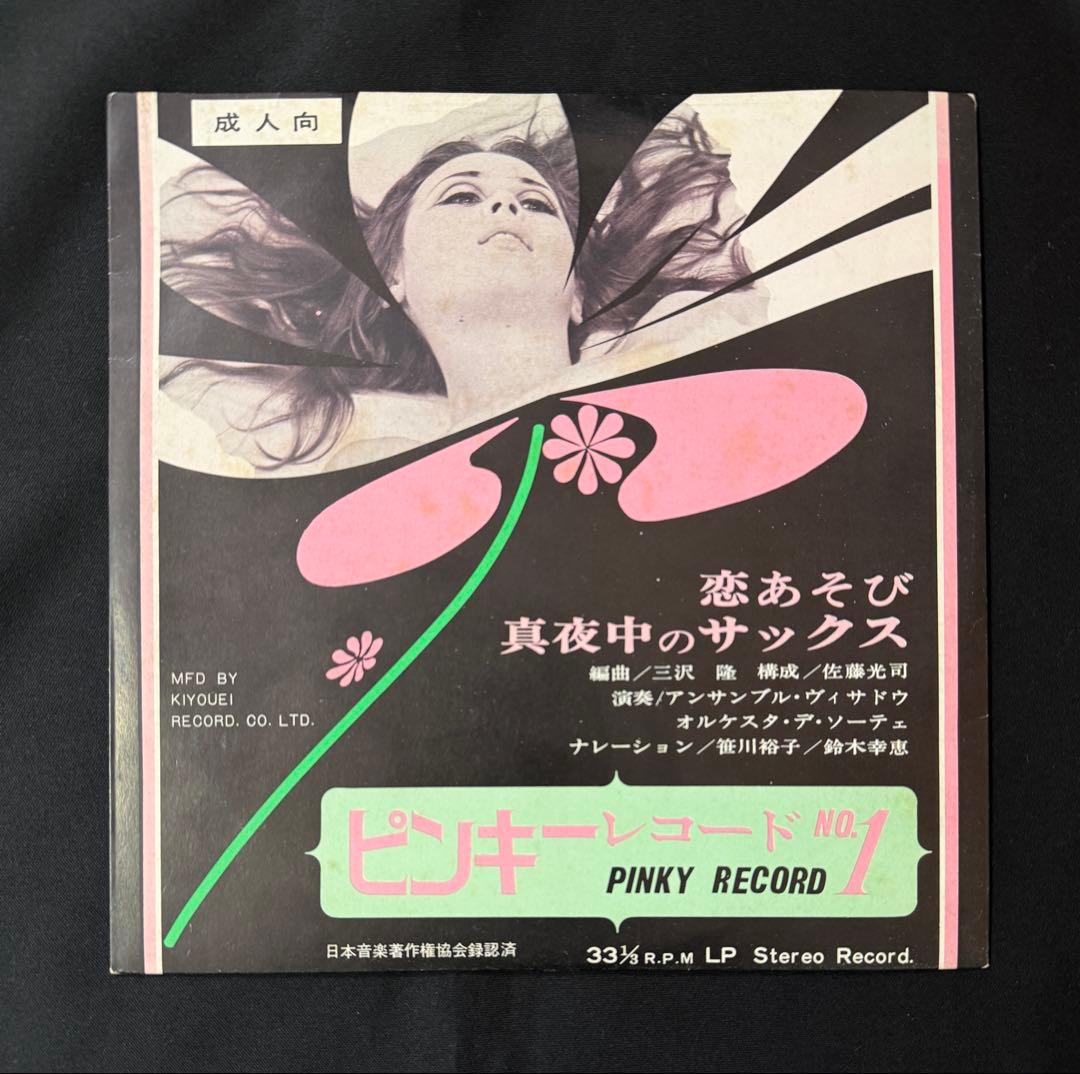 成人向
恋あそび
真夜中のサックス
編曲／三沢 隆 構成／佐藤光司
演奏/アンサンブル・ヴィサドウ
オルケスタ・デ・ソーテェ
ナレーション／笹川裕子／鈴木幸恵
MFD BY
KIYOUEI
RECORD. CO. LTD.
ピンキーレコード NO.1
PINKY RECORD
日本音楽著作権協会録認済
33⅓ R.P.M LP Stereo Record.